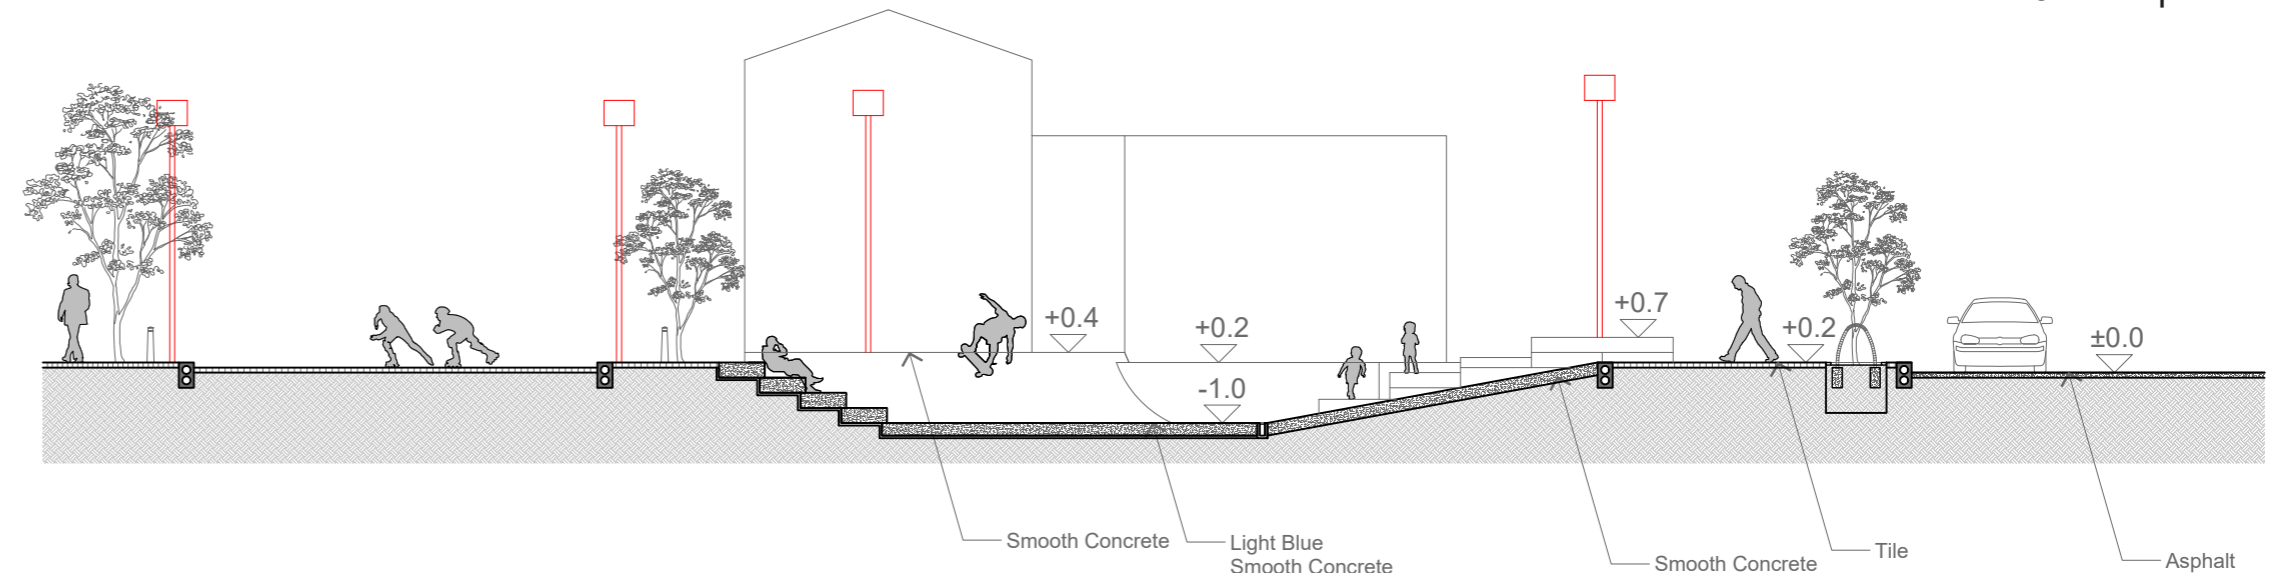 +0.7
+0.4
+0.2
+0.2
±0.0
-1.0
Smooth Concrete
Light Blue
Smooth Concrete
Smooth Concrete
Tile
Asphalt